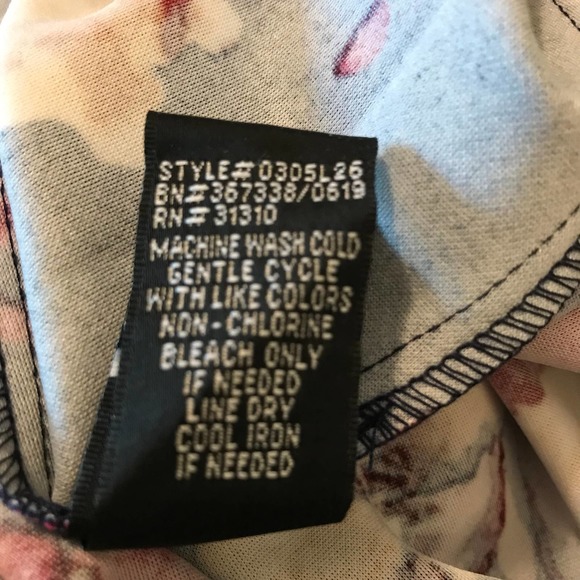 STYLE# 0305L26
BN# 367338/0619
RN# 31310
MACHINE WASH COLD
GENTLE CYCLE
WITH LIKE COLORS
NON-CHLORINE
BLEACH ONLY
IF NEEDED
LINE DRY
COOL IRON
IF NEEDED